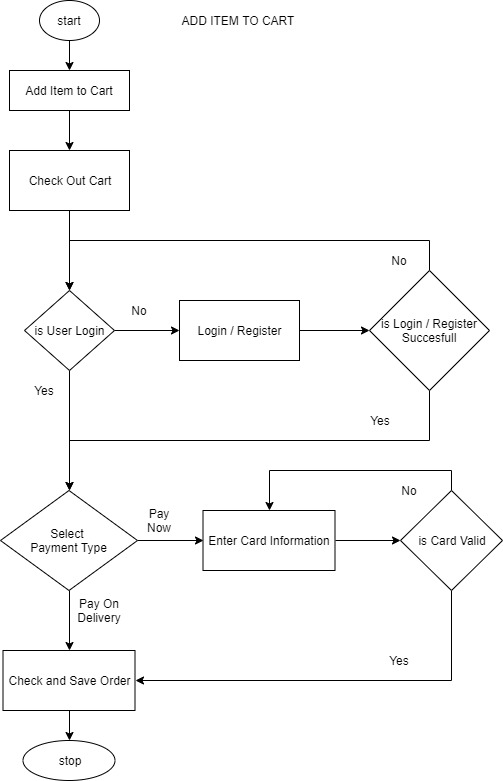 start
ADD ITEM TO CART
Add Item to Cart
Check Out Cart
No
is User Login
No
Login / Register
is Login / Register
Succesfull
Yes
Yes
Select
Payment Type
Pay
Now
Enter Card Information
No
is Card Valid
Pay On
Delivery
Yes
Check and Save Order
stop